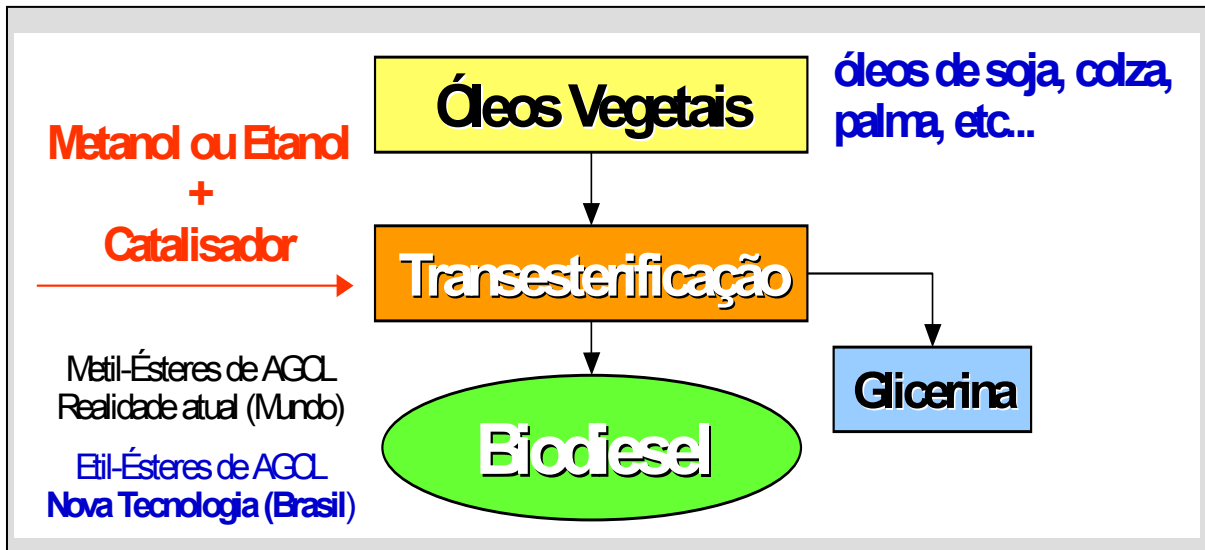 Óleos Vegetais
óleos de soja, colza,
palma, etc...
Metanol ou Etanol
+
Catalisador
Transesterificação
Glicerina
Metil-Ésteres de AGCL
Realidade atual (Mundo)
Biodiesel
Etil-Ésteres de AGCL
Nova Tecnologia (Brasil)